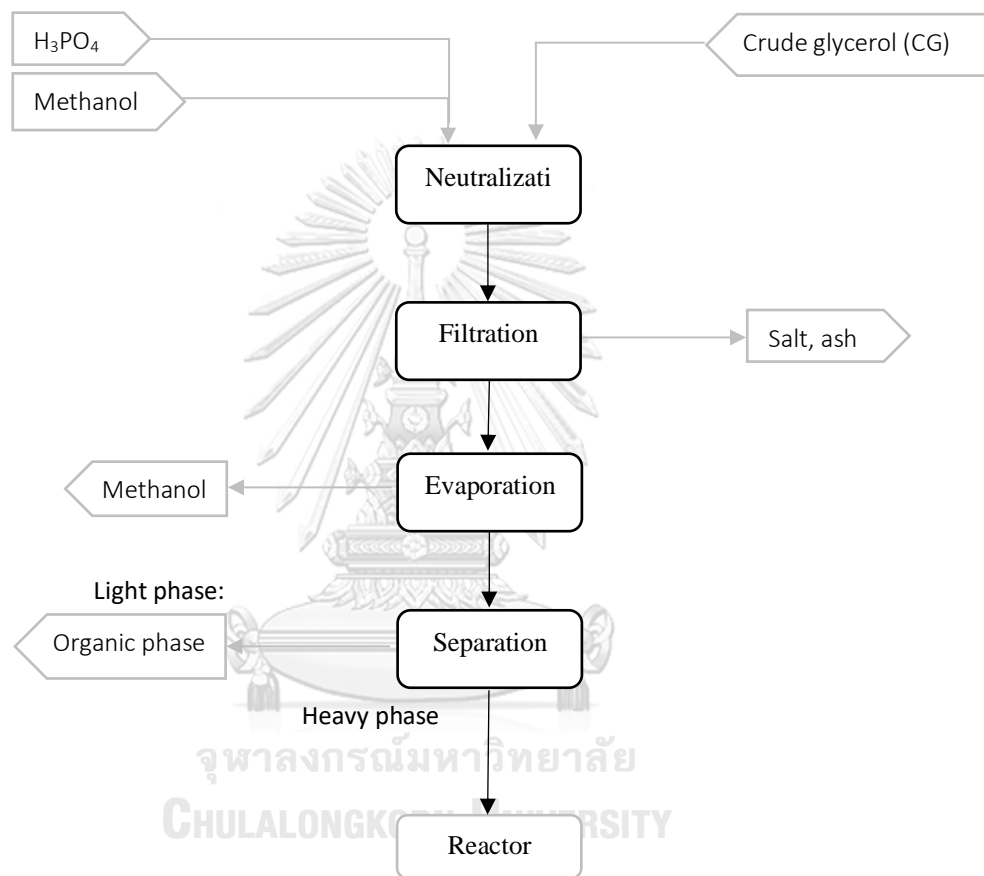 H₃PO₄
Crude glycerol (CG)
Methanol
Neutralizati
Filtration
Salt, ash
Evaporation
Methanol
Light phase:
Organic phase
Separation
Heavy phase
จุฬาลงกรณ์มหาวิทยาลัย
CHULALONGKORN UNIVERSITY
Reactor